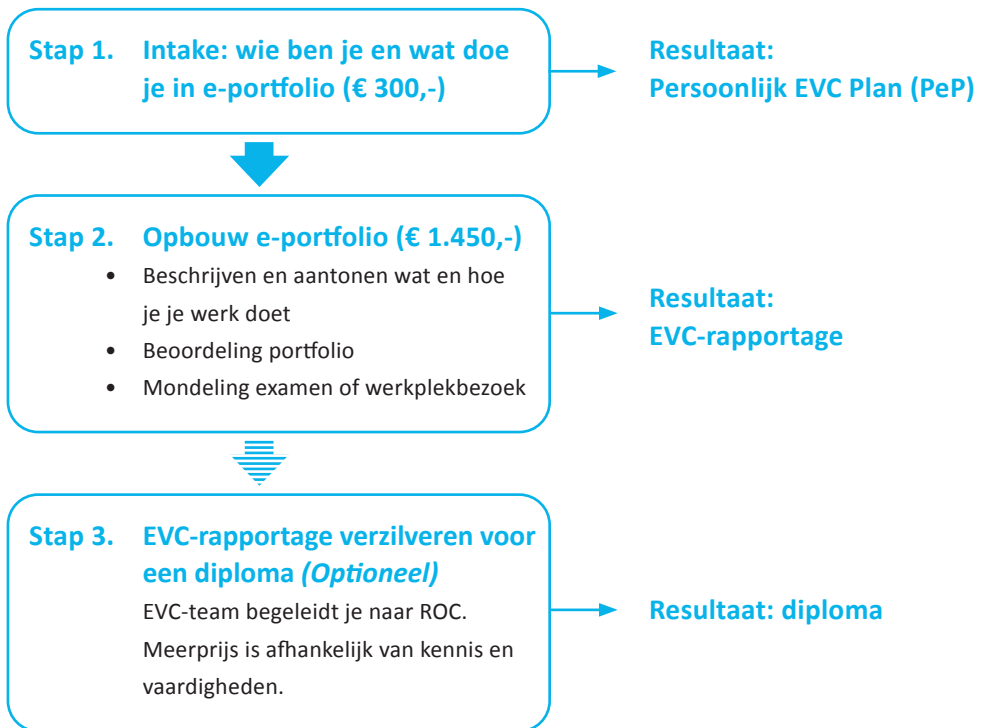 Stap 1. Intake: wie ben je en wat doe
je in e-portfolio (€ 300,-)
Resultaat:
Persoonlijk EVC Plan (PeP)
Stap 2. Opbouw e-portfolio (€ 1.450,-)
• Beschrijven en aantonen wat en hoe
je je werk doet
• Beoordeling portfolio
• Mondeling examen of werkplekbezoek
Resultaat:
EVC-rapportage
Stap 3. EVC-rapportage verzilveren voor
een diploma (Optioneel)
EVC-team begeleidt je naar ROC.
Meerprijs is afhankelijk van kennis en
vaardigheden.
Resultaat: diploma